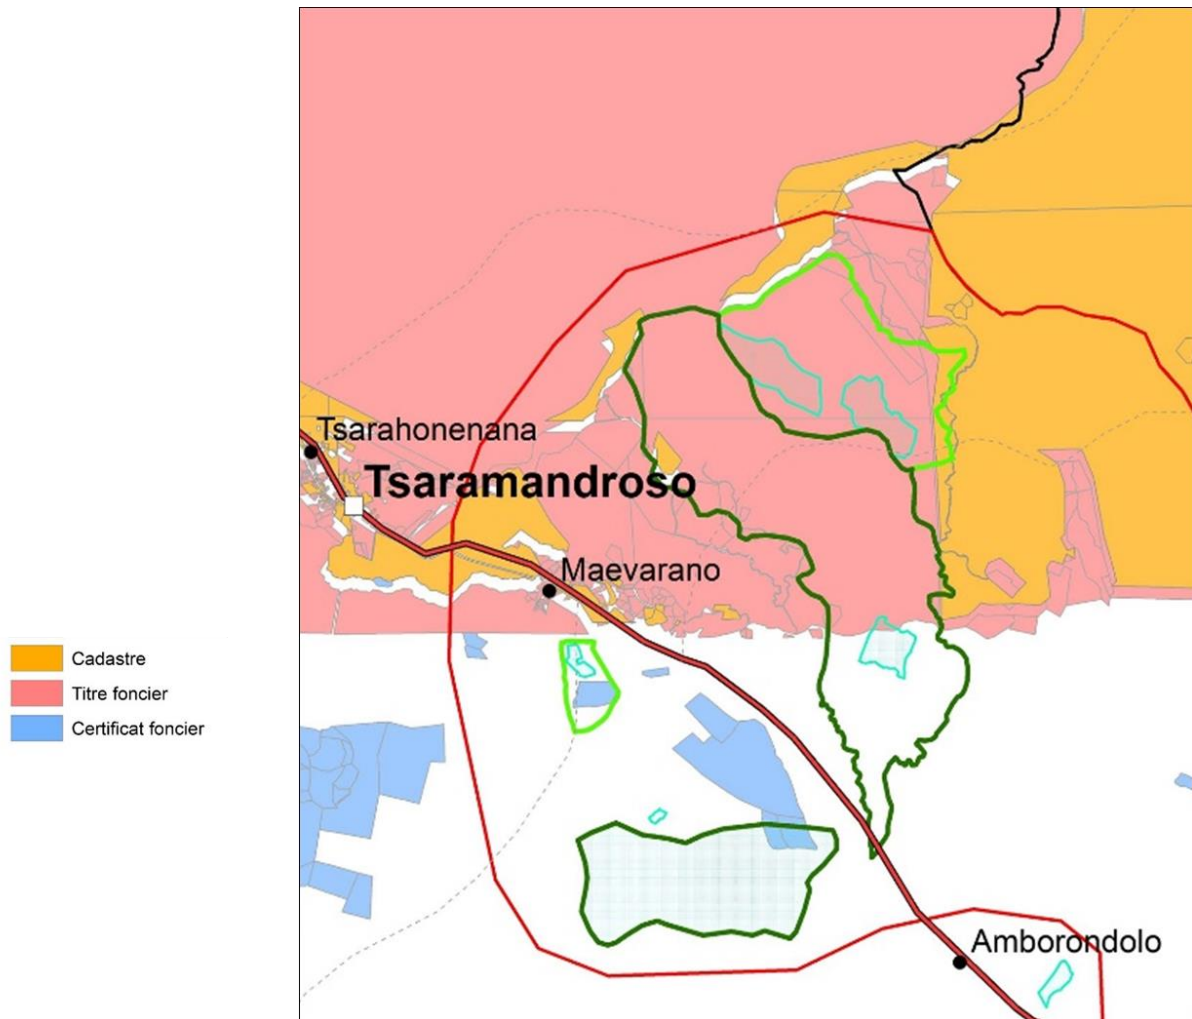 Tsarahonenana
Tsaramandroso
Maevarano
Cadastre
Titre foncier
Certificat foncier
Amborondolo